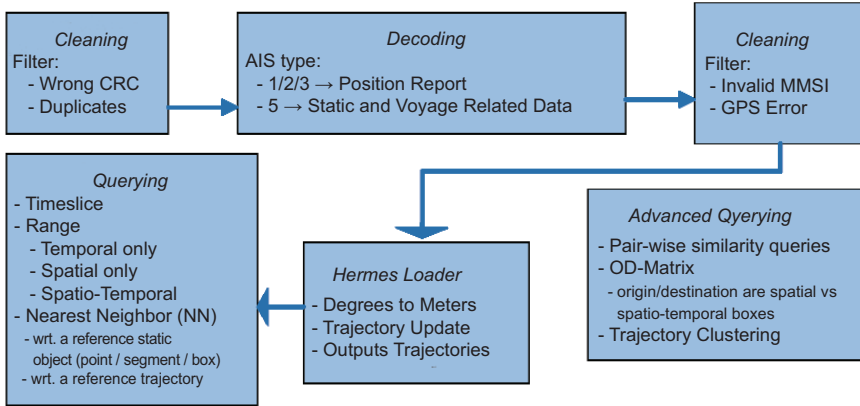 Cleaning
Filter:
- Wrong CRC
- Duplicates
Decoding
AIS type:
- 1/2/3 → Position Report
- 5 → Static and Voyage Related Data
Cleaning
Filter:
- Invalid MMSI
- GPS Error
Querying
- Timeslice
- Range
- Temporal only
- Spatial only
- Spatio-Temporal
- Nearest Neighbor (NN)
- wrt. a reference static
object (point / segment / box)
- wrt. a reference trajectory
Hermes Loader
- Degrees to Meters
- Trajectory Update
- Outputs Trajectories
Advanced Qyerying
- Pair-wise similarity queries
- OD-Matrix
- origin/destination are spatial vs
spatio-temporal boxes
- Trajectory Clustering